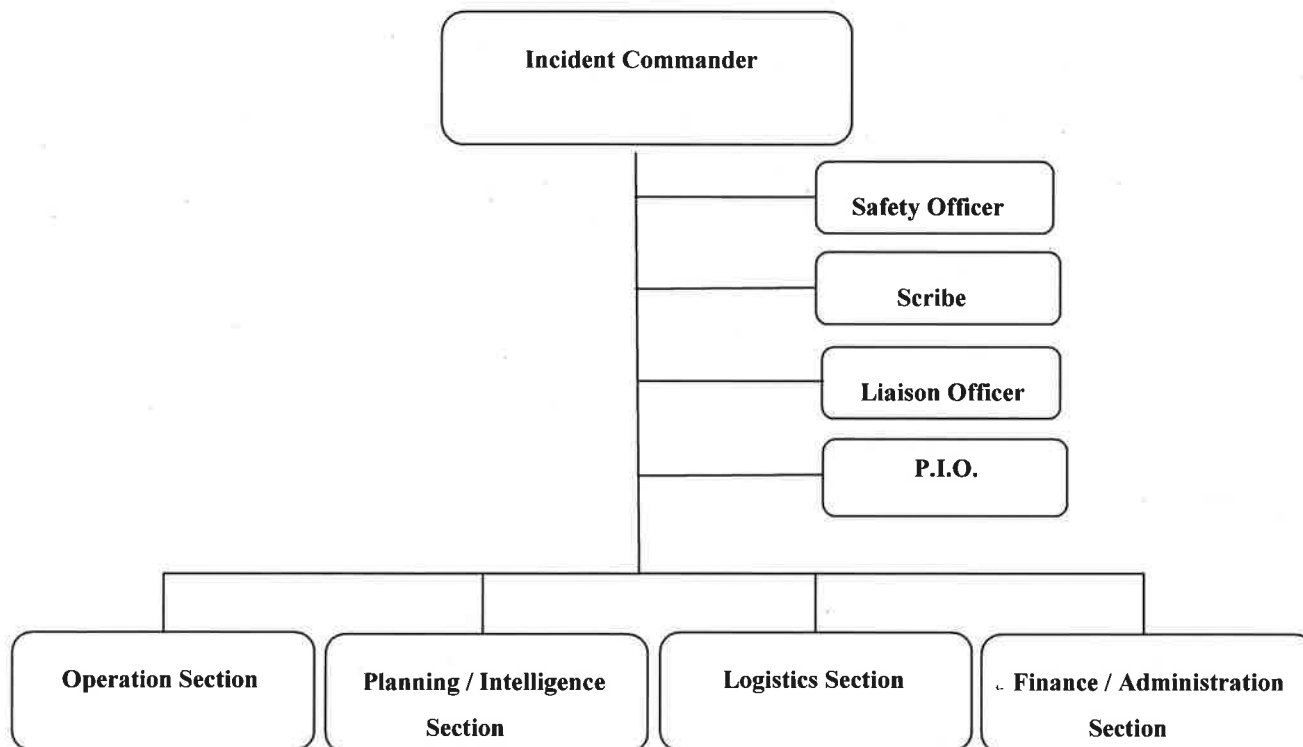 Incident Commander
Safety Officer
Scribe
Liaison Officer
P.I.O.
Operation Section
Planning / Intelligence
Section
Logistics Section
Finance / Administration
Section